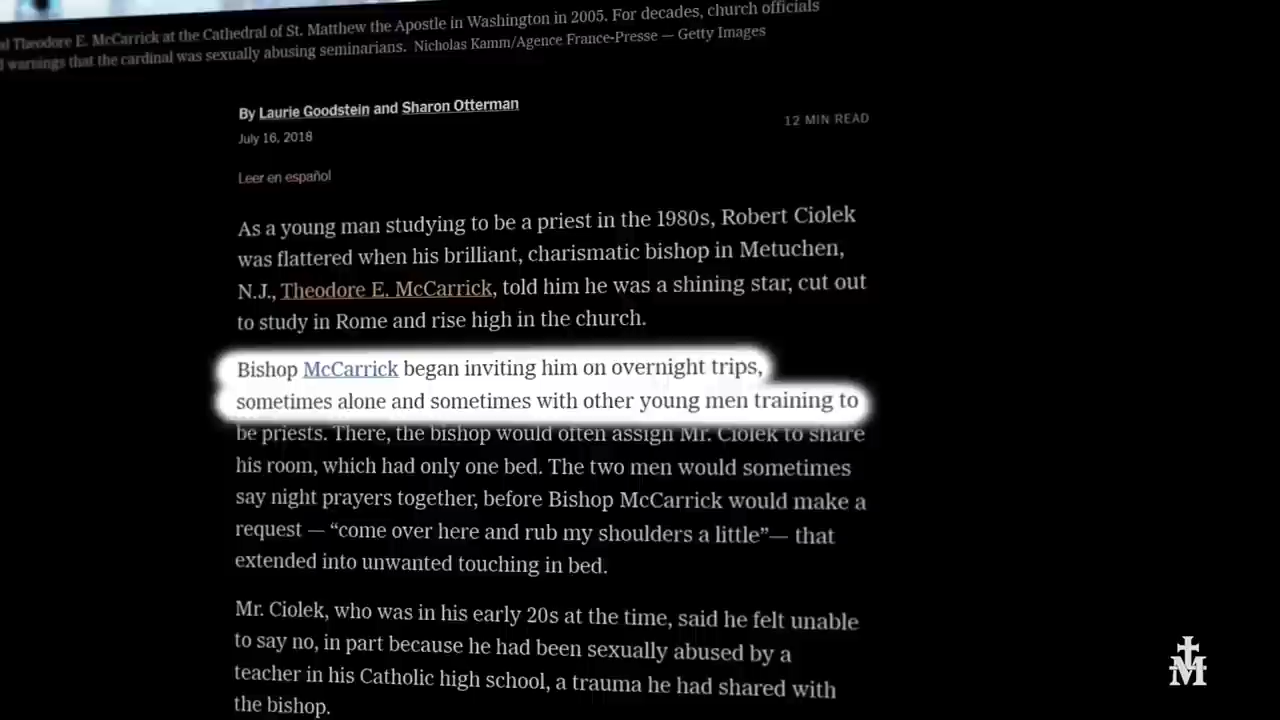 al Theodore E. McCarrick at the Cathedral of St. Matthew the Apostle in Washington in 2005. For decades, church officials
d warnings that the cardinal was sexually abusing seminarians. Nicholas Kamm/Agence France-Presse — Getty Images
By Laurie Goodstein and Sharon Otterman
July 16, 2018
12 MIN READ
Leer en español
As a young man studying to be a priest in the 1980s, Robert Ciolek
was flattered when his brilliant, charismatic bishop in Metuchen,
N.J., Theodore E. McCarrick, told him he was a shining star, cut out
to study in Rome and rise high in the church.
Bishop McCarrick began inviting him on overnight trips,
sometimes alone and sometimes with other young men training to
be priests. There, the bishop would often assign Mr. Ciolek to share
his room, which had only one bed. The two men would sometimes
say night prayers together, before Bishop McCarrick would make a
request — “come over here and rub my shoulders a little”— that
extended into unwanted touching in bed.
Mr. Ciolek, who was in his early 20s at the time, said he felt unable
to say no, in part because he had been sexually abused by a
teacher in his Catholic high school, a trauma he had shared with
the bishop.
M